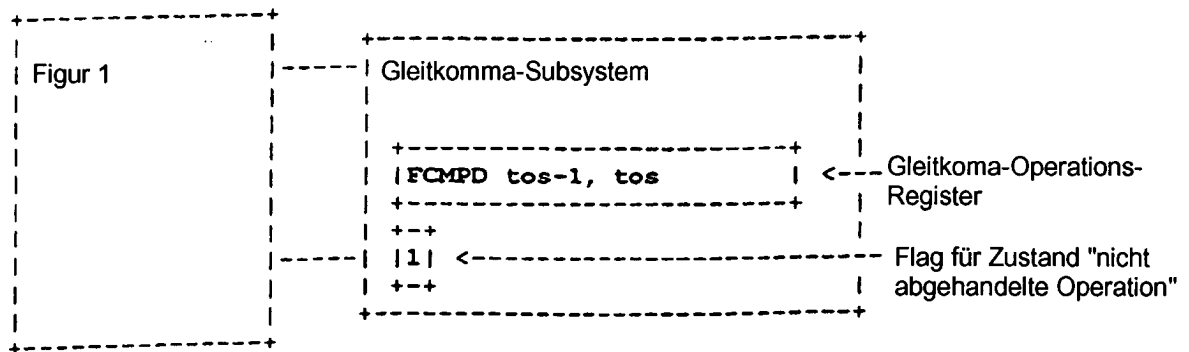 Figur 1
Gleitkomma-Subsystem
FCMPD tos-1, tos
Gleitkoma-Operations-
Register
1
Flag für Zustand "nicht
abgehandelte Operation"